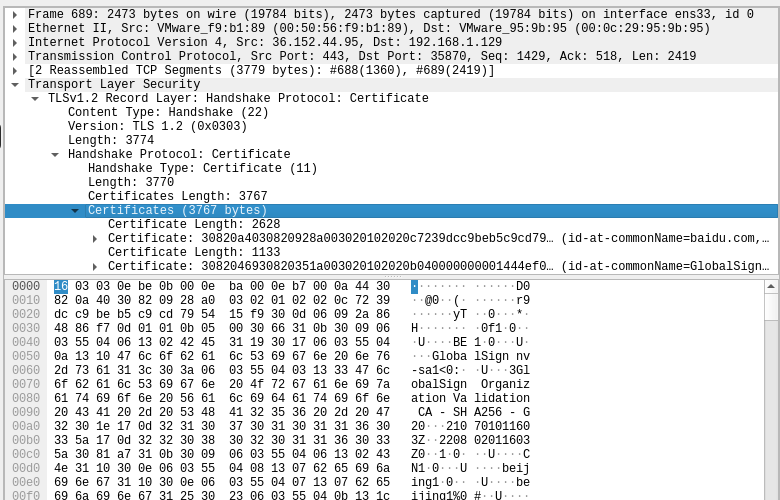 Frame 689: 2473 bytes on wire (19784 bits), 2473 bytes captured (19784 bits) on interface ens33, id 0
Ethernet II, Src: VMware_f9:b1:89 (00:50:56:f9:b1:89), Dst: VMware_95:9b:95 (00:0c:29:95:9b:95)
Internet Protocol Version 4, Src: 36.152.44.95, Dst: 192.168.1.129
Transmission Control Protocol, Src Port: 443, Dst Port: 35870, Seq: 1429, Ack: 518, Len: 2419
[2 Reassembled TCP Segments (3779 bytes): #688(1360), #689(2419)]
Transport Layer Security
TLSv1.2 Record Layer: Handshake Protocol: Certificate
Content Type: Handshake (22)
Version: TLS 1.2 (0x0303)
Length: 3774
Handshake Protocol: Certificate
Handshake Type: Certificate (11)
Length: 3770
Certificates Length: 3767
Certificates (3767 bytes)
Certificate Length: 2628
Certificate: 30820a4030820928a003020102020c7239dcc9beb5c9cd79… (id-at-commonName=baidu.com,…
Certificate Length: 1133
Certificate: 3082046930820351a003020102020b040000000001444ef0… (id-at-commonName=GlobalSign…
0000 16 03 03 0e be 0b 00 0e ba 00 0e b7 00 0a 44 30 ·······​· ······D0
0010 82 0a 40 30 82 09 28 a0 03 02 01 02 02 0c 72 39 ··@0··(· ······r9
0020 dc c9 be b5 c9 cd 79 54 15 f9 30 0d 06 09 2a 86 ······yT ··0···*·
0030 48 86 f7 0d 01 01 0b 05 00 30 66 31 0b 30 09 06 H······· ·0f1·0··
0040 03 55 04 06 13 02 42 45 31 19 30 17 06 03 55 04 ·U····BE 1·0···U·
0050 0a 13 10 47 6c 6f 62 61 6c 53 69 67 6e 20 6e 76 ···Globa lSign nv
0060 2d 73 61 31 3c 30 3a 06 03 55 04 03 13 33 47 6c -sa1<0:· ·U···3Gl
0070 6f 62 61 6c 53 69 67 6e 20 4f 72 67 61 6e 69 7a obalSign Organiz
0080 61 74 69 6f 6e 20 56 61 6c 69 64 61 74 69 6f 6e ation Va lidation
0090 20 43 41 20 2d 20 53 48 41 32 35 36 20 2d 20 47 CA - SH A256 - G
00a0 32 30 1e 17 0d 32 31 30 37 30 31 30 31 31 36 30 20···210 70101160
00b0 33 5a 17 0d 32 32 30 38 30 32 30 31 31 36 30 33 3Z··2208 02011603
00c0 5a 30 81 a7 31 0b 30 09 06 03 55 04 06 13 02 43 Z0··1·0· ··U····C
00d0 4e 31 10 30 0e 06 03 55 04 08 13 07 62 65 69 6a N1·0···U ····beij
00e0 69 6e 67 31 10 30 0e 06 03 55 04 07 13 07 62 65 ing1·0·· ·U····be
00f0 69 6a 69 6e 67 31 25 30 23 06 03 55 04 0b 13 1c ijing1%0 #··U····